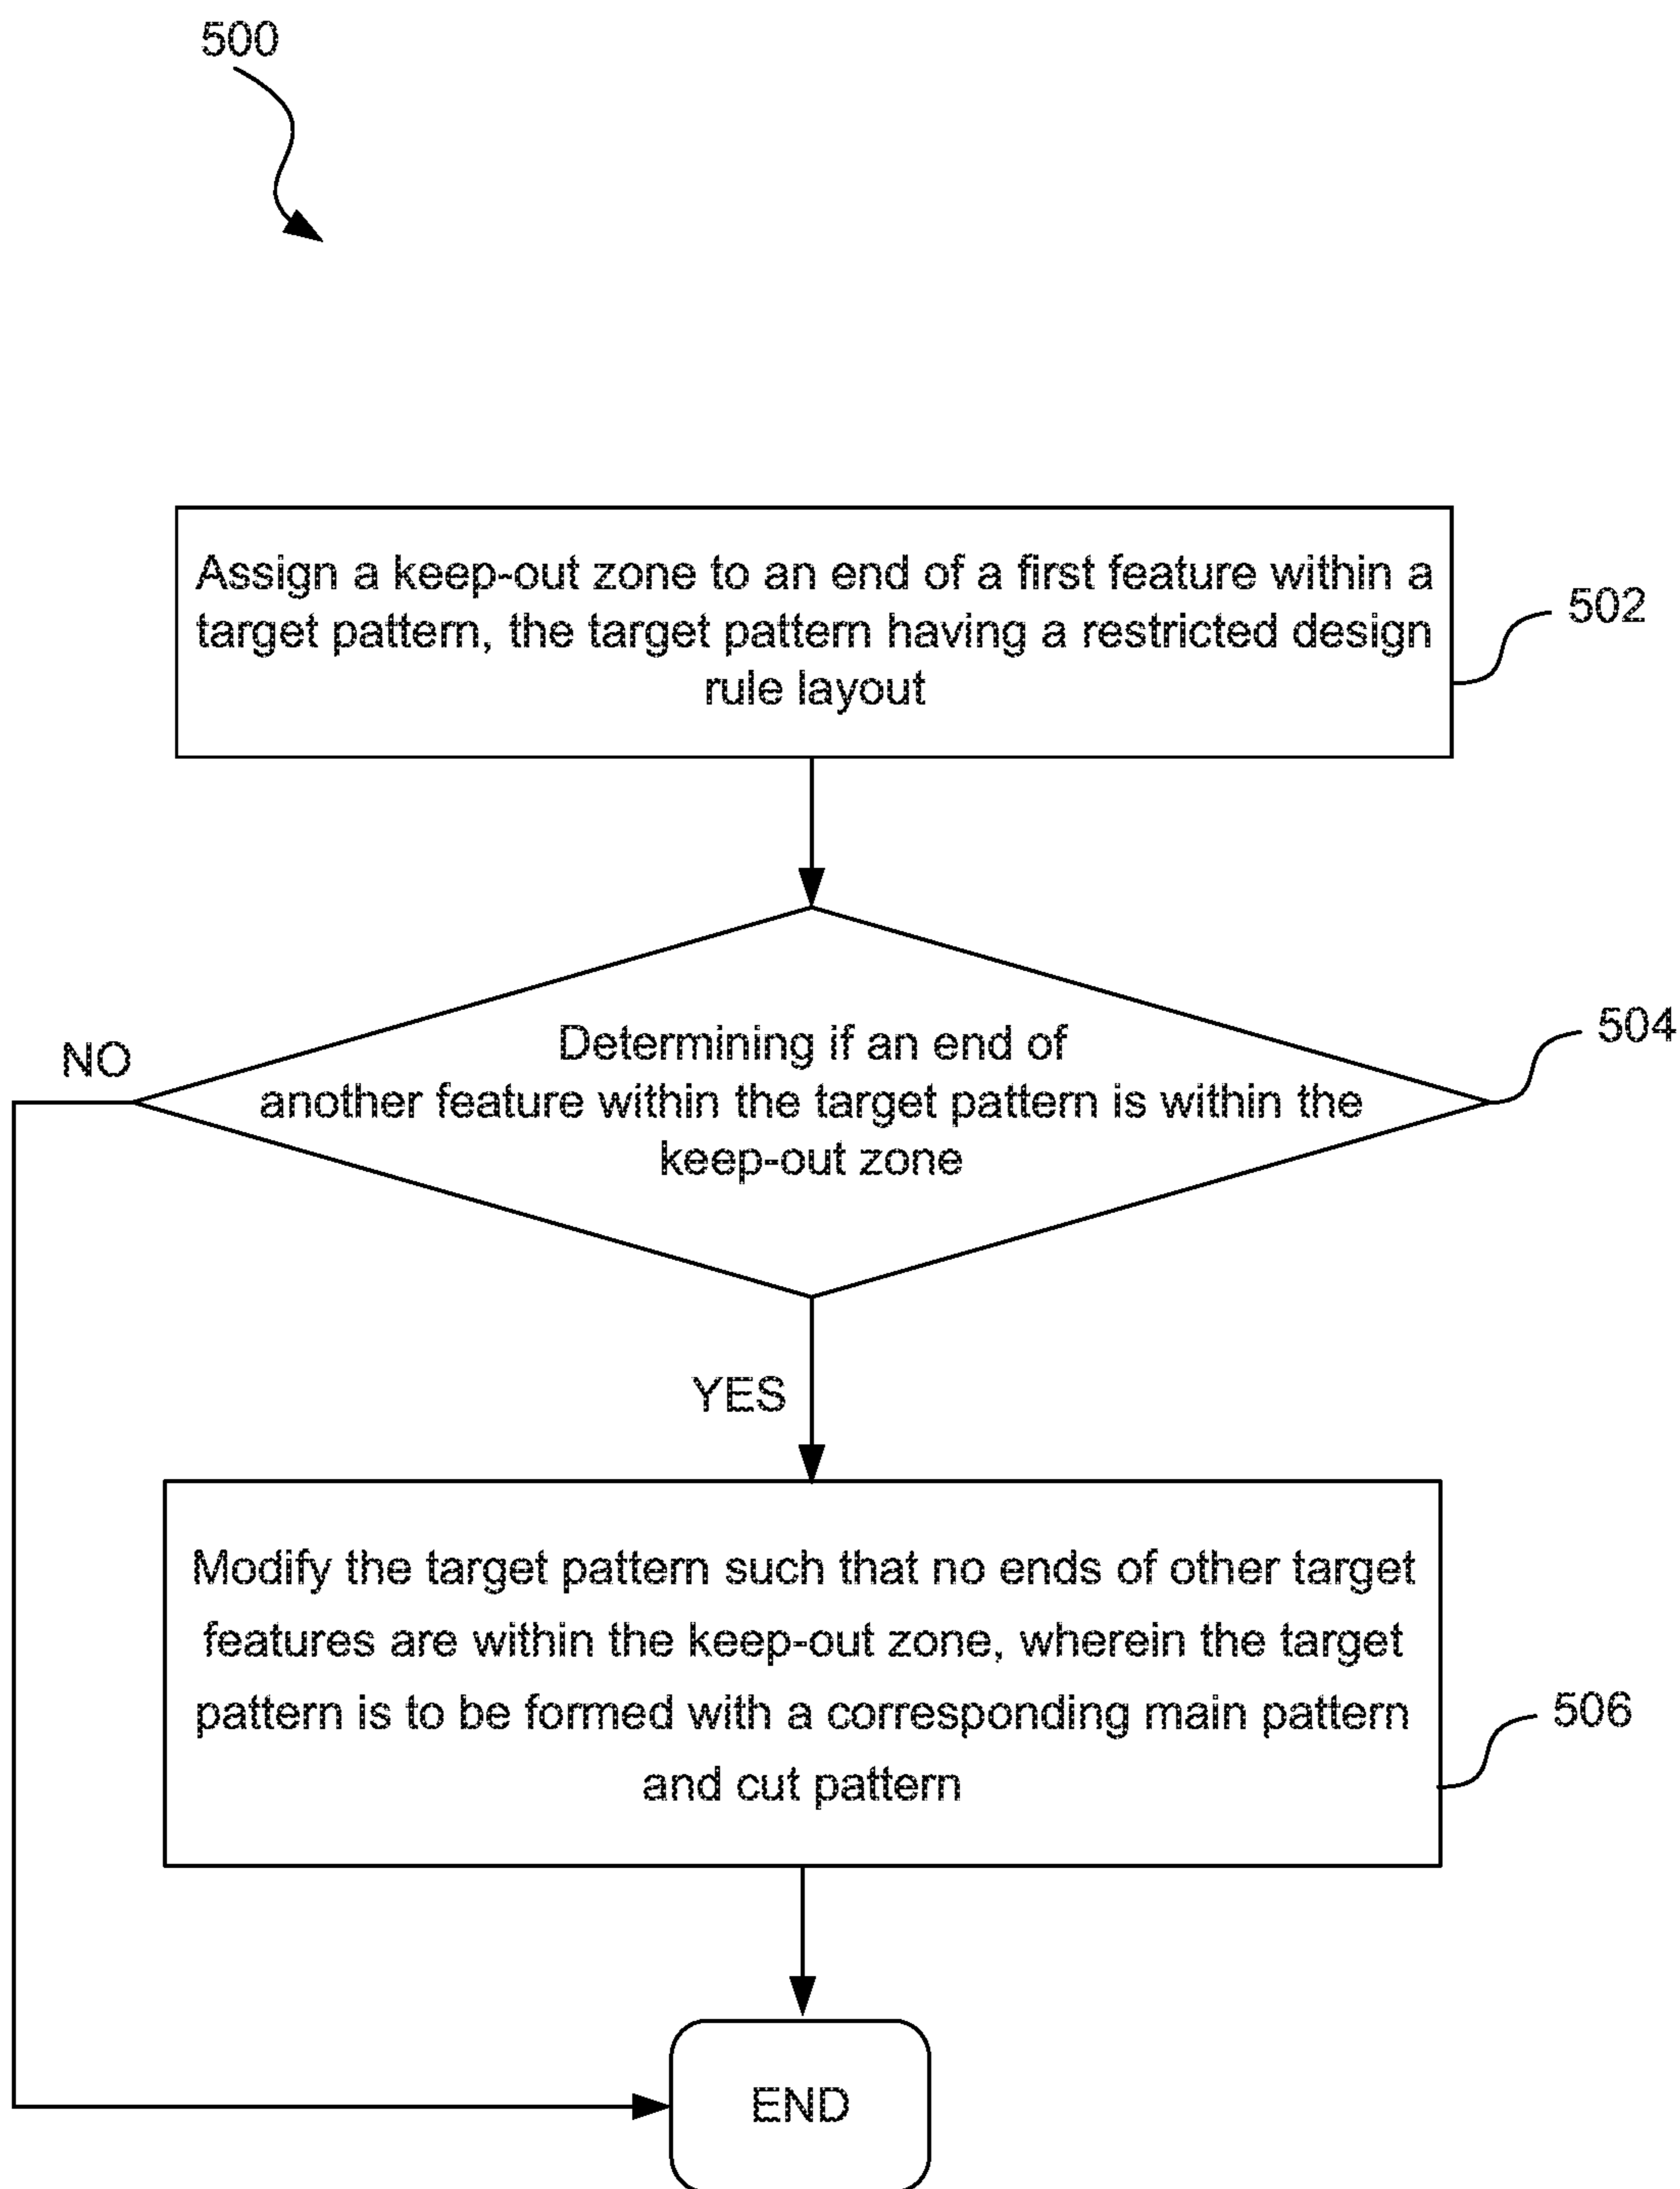 500
Assign a keep-out zone to an end of a first feature within a
target pattern, the target pattern having a restricted design
rule layout
502
Determining if an end of
another feature within the target pattern is within the
keep-out zone
504
NO
YES
Modify the target pattern such that no ends of other target
features are within the keep-out zone, wherein the target
pattern is to be formed with a corresponding main pattern
and cut pattern
506
END